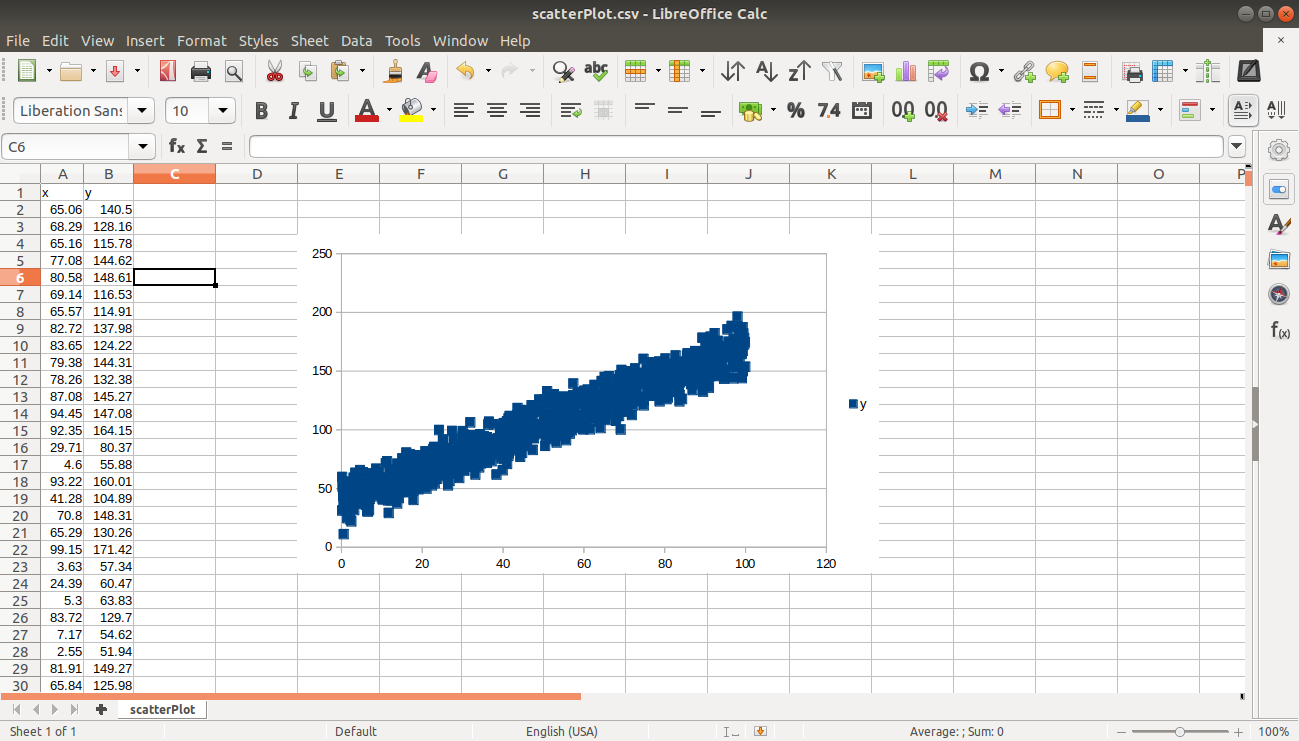 scatterPlot.csv - LibreOffice Calc
File Edit View Insert Format Styles Sheet Data Tools Window Help
Liberation Sans 10
C6
A B C D E F G H I J K L M N O P
1 x y
2 65.06 140.5
3 68.29 128.16
4 65.16 115.78
5 77.08 144.62
6 80.58 148.61
7 69.14 116.53
8 65.57 114.91
9 82.72 137.98
10 83.65 124.22
11 79.38 144.31
12 78.26 132.38
13 87.08 145.27
14 94.45 147.08
15 92.35 164.15
16 29.71 80.37
17 4.6 55.88
18 93.22 160.01
19 41.28 104.89
20 70.8 148.31
21 65.29 130.26
22 99.15 171.42
23 3.63 57.34
24 24.39 60.47
25 5.3 63.83
26 83.72 129.7
27 7.17 54.62
28 2.55 51.94
29 81.91 149.27
30 65.84 125.98
250
200
150
100
50
0
0 20 40 60 80 100 120
y
scatterPlot
Sheet 1 of 1 Default English (USA) Average: ; Sum: 0 100%